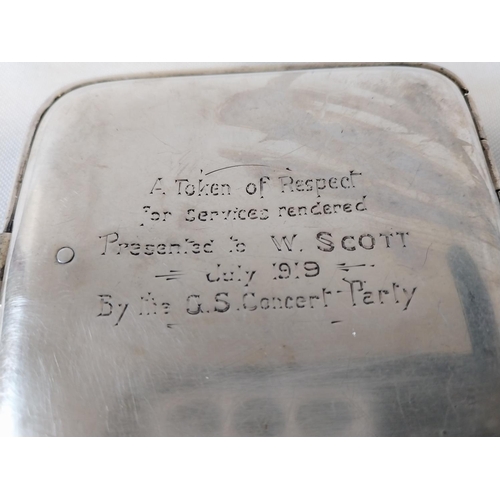 A Token of Respect
for services rendered
Presented to W. SCOTT
July 1919
By the G.S. Concert-Party